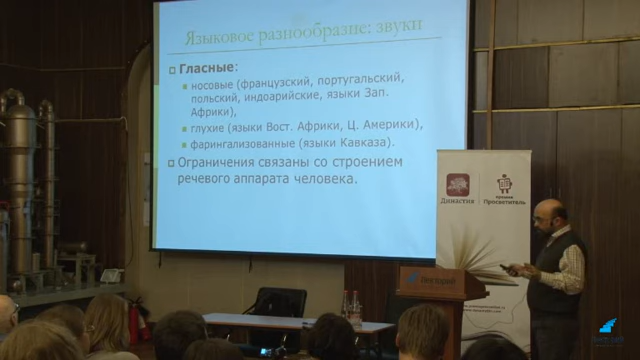 Языковое разнообразие: звуки
Гласные:
носовые (французский, португальский,
польский, индоарийские, языки Зап.
Африки),
глухие (языки Вост. Африки, Ц. Америки),
фарингализованные (языки Кавказа).
Ограничения связаны со строением
речевого аппарата человека.
Династия
Просветитель